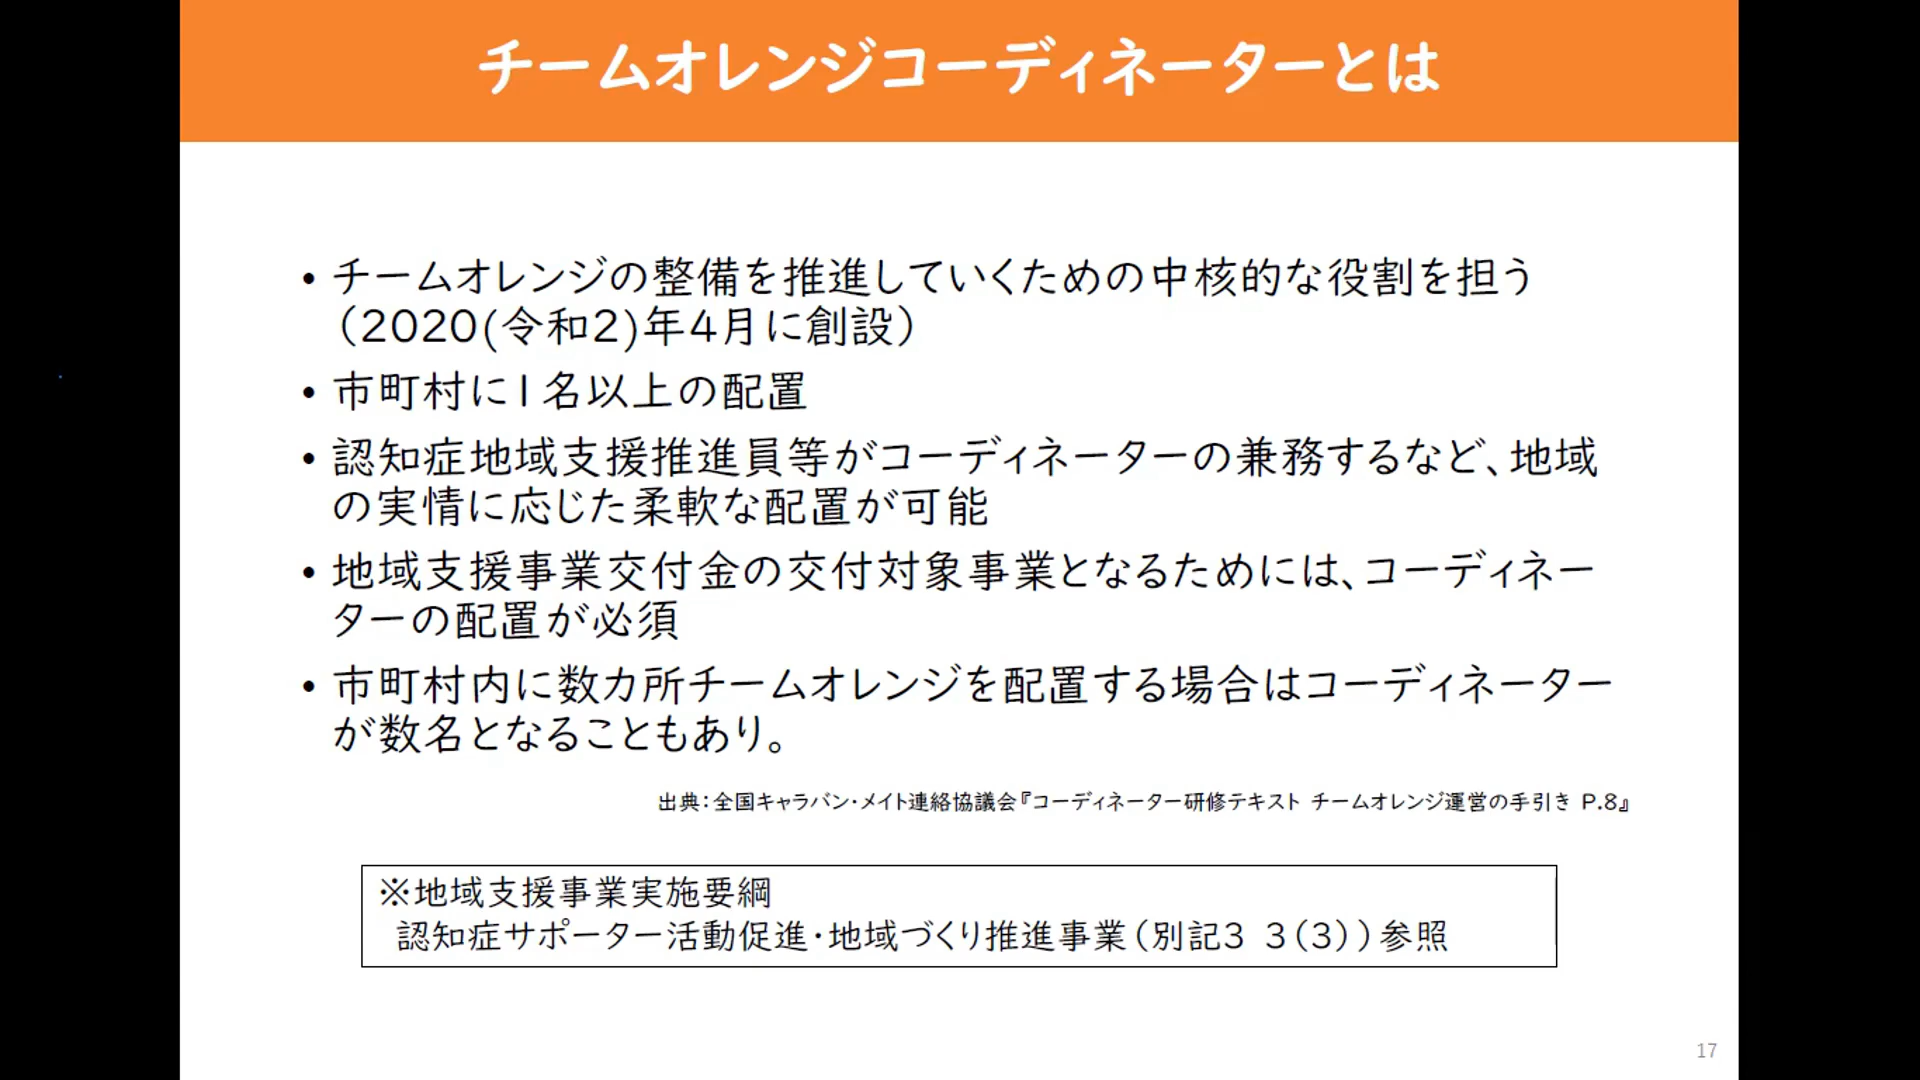 チームオレンジコーディネーターとは
• チームオレンジの整備を推進していくための中核的な役割を担う
（2020(令和2)年4月に創設）
• 市町村に1名以上の配置
• 認知症地域支援推進員等がコーディネーターの兼務するなど、地域
の実情に応じた柔軟な配置が可能
• 地域支援事業交付金の交付対象事業となるためには、コーディネー
ターの配置が必須
• 市町村内に数カ所チームオレンジを配置する場合はコーディネーター
が数名となることもあり。
出典：全国キャラバン・メイト連絡協議会『コーディネーター研修テキスト チームオレンジ運営の手引き P.8』
※地域支援事業実施要綱
認知症サポーター活動促進・地域づくり推進事業（別記3 3（3））参照
17